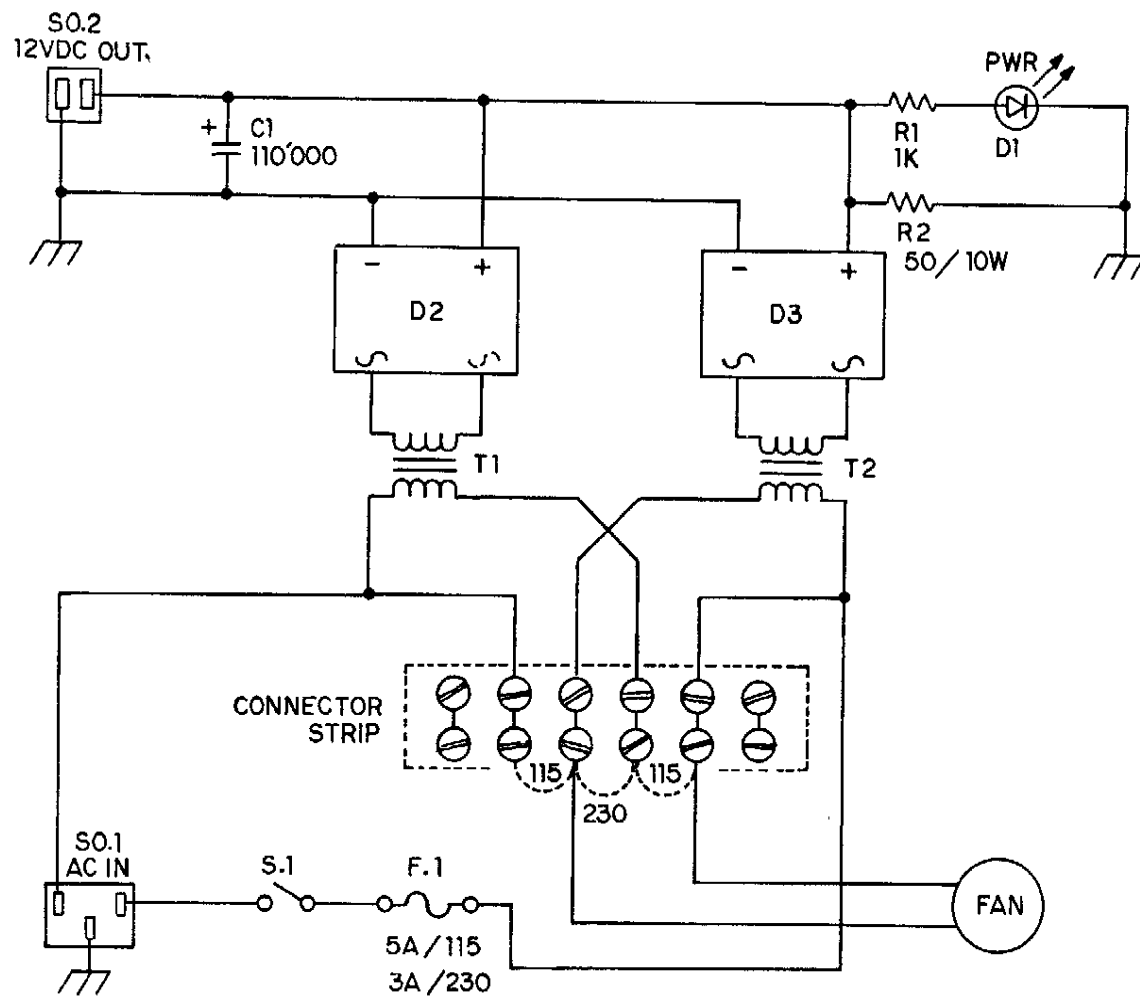 SO.2
12VDC OUT.
PWR
+
C1
110'000
R1
1K
D1
R2
50/10W
- +
D2
- +
D3
T1
T2
CONNECTOR
STRIP
115
115
230
SO.1
AC IN
S.1
F.1
5A/115
3A/230
FAN